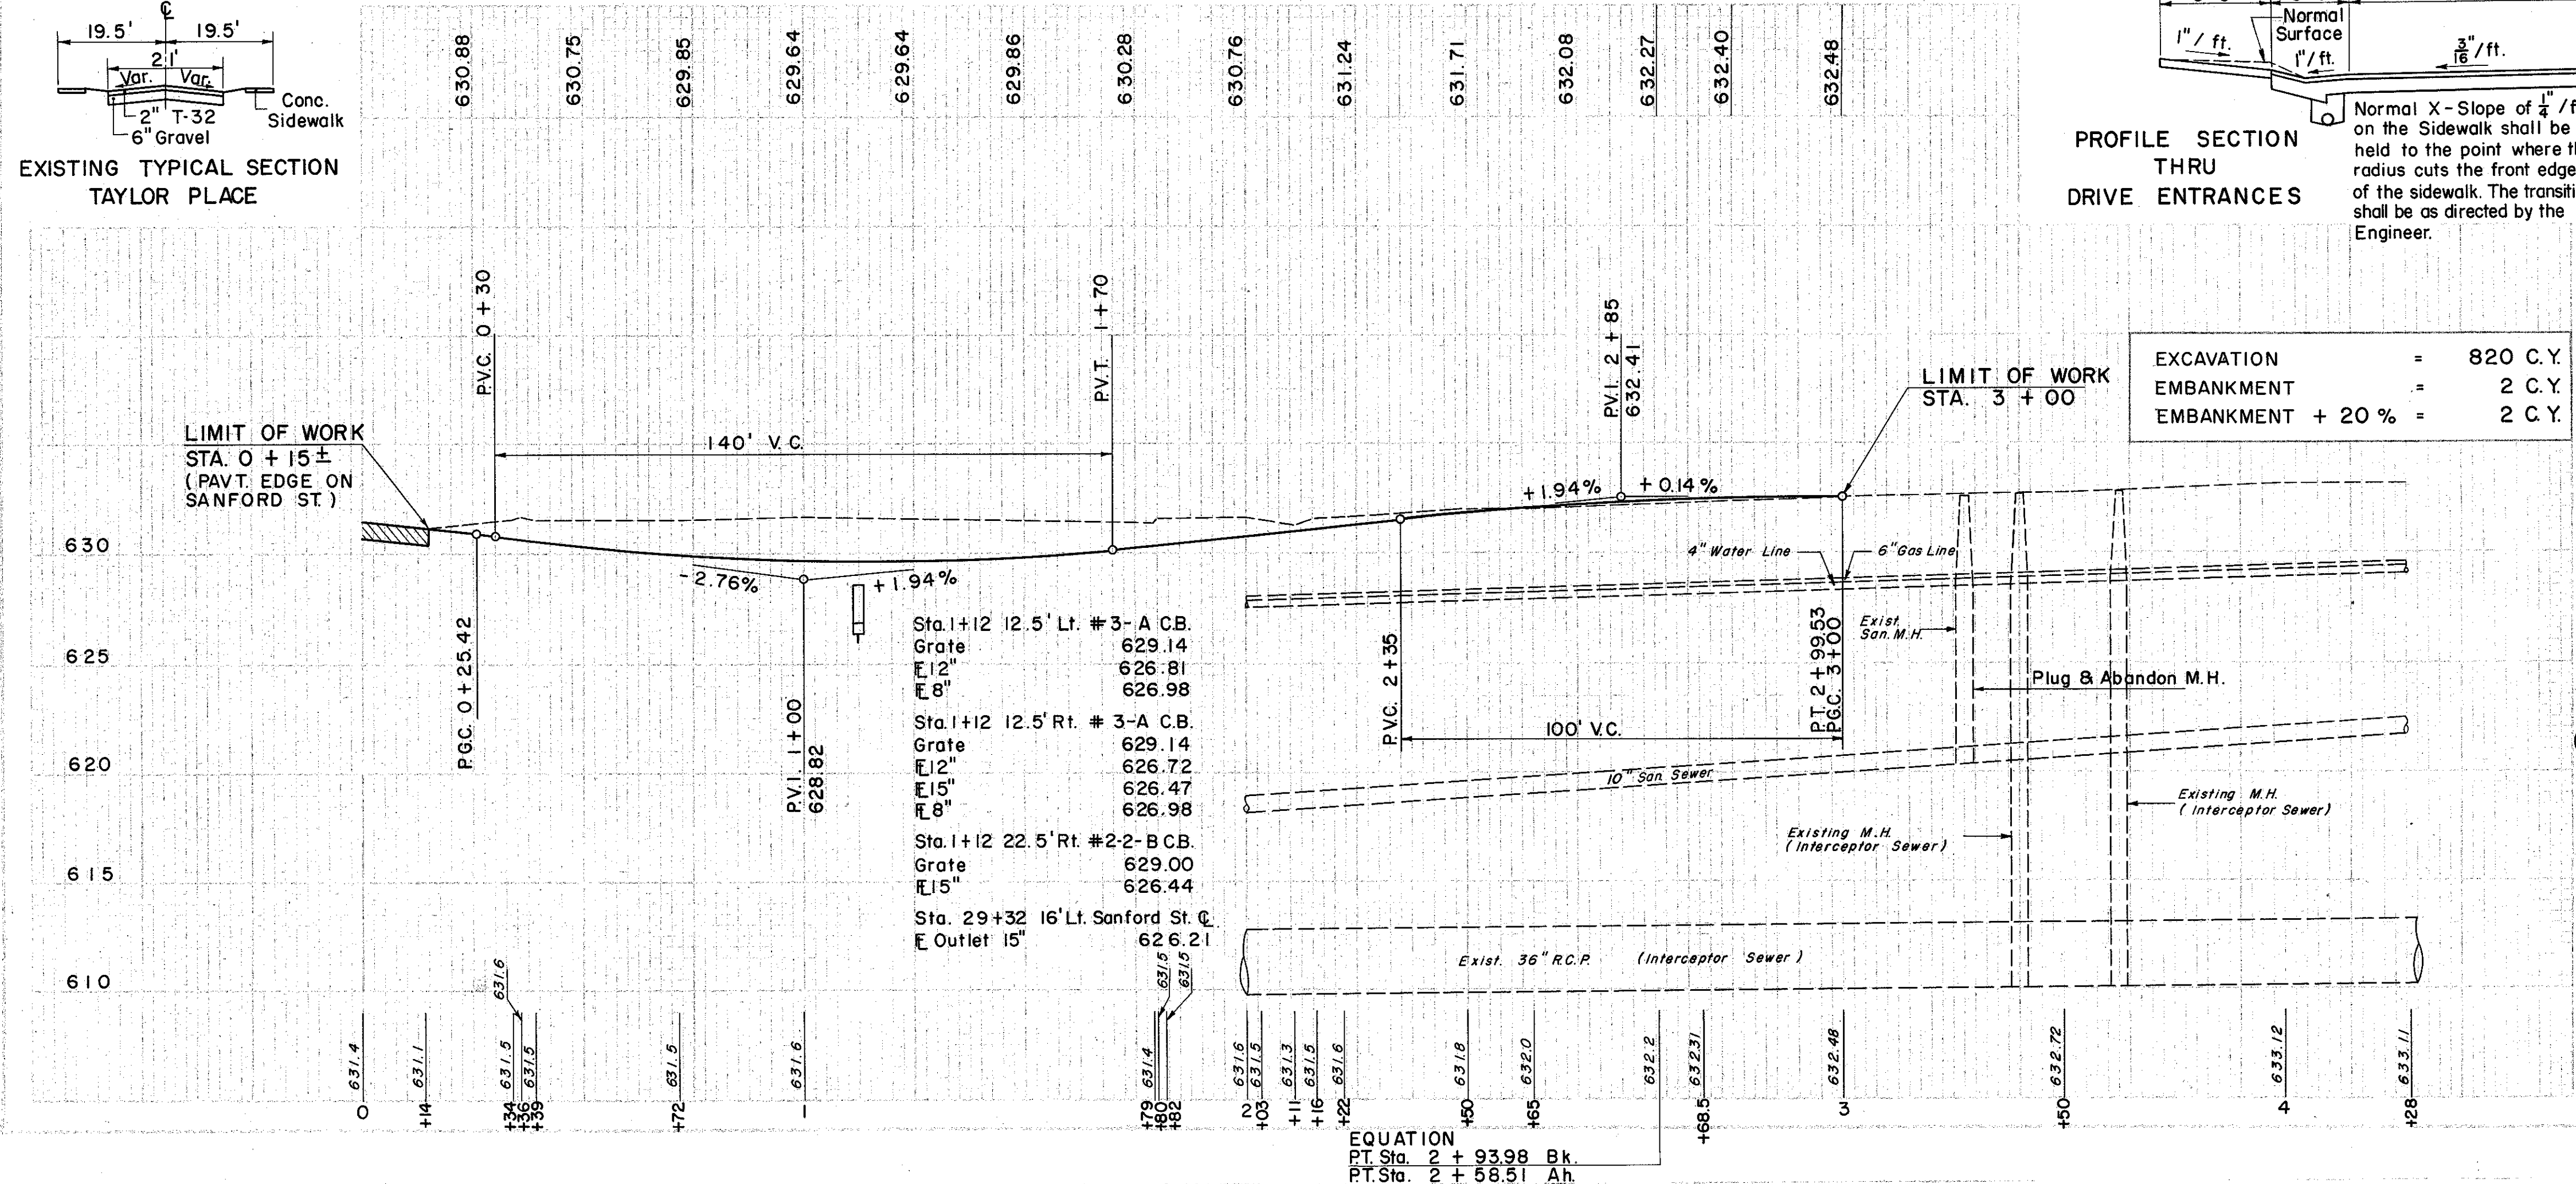 ℄
19.5' 19.5'
21'
Var. Var.
2" T-32
6" Gravel
Conc.
Sidewalk
EXISTING TYPICAL SECTION
TAYLOR PLACE
630.88 630.75 629.85 629.64 629.64 629.86 630.28 630.76 631.24 631.71 632.08 632.27 632.40 632.48
Normal
Surface
1"/ft.
1"/ft.
3/16"/ft.
PROFILE SECTION
THRU
DRIVE ENTRANCES
Normal X-Slope of 1/4"/f
on the Sidewalk shall be
held to the point where t
radius cuts the front edge
of the sidewalk. The transiti
shall be as directed by the
Engineer.
P.V.C. 0 + 30
P.V.T. 1 + 70
P.V.I. 2 + 85
632.41
LIMIT OF WORK
STA. 3 + 00
EXCAVATION = 820 C.Y.
EMBANKMENT = 2 C.Y.
EMBANKMENT + 20 % = 2 C.Y.
LIMIT OF WORK
STA. 0 + 15±
(PAVT. EDGE ON
SANFORD ST.)
140' V.C.
+1.94% +0.14%
630
625
620
615
610
-2.76% +1.94%
P.G.C. 0 + 25.42
P.V.I. 1 + 00
628.82
Sta. 1+12 12.5' Lt. #3-A C.B.
Grate 629.14
F̵L 12" 626.81
F̵L 8" 626.98
Sta. 1+12 12.5' Rt. #3-A C.B.
Grate 629.14
F̵L 12" 626.72
F̵L 15" 626.47
F̵L 8" 626.98
Sta. 1+12 22.5' Rt. #2-2-B C.B.
Grate 629.00
F̵L 15" 626.44
Sta. 29+32 16' Lt. Sanford St. ℄
F̵L Outlet 15" 626.21
4" Water Line
6" Gas Line
Exist.
San. M.H.
Plug & Abandon M.H.
P.V.C. 2 + 35
P.T. 2 + 99.53
P.G.C. 3 + 00
100' V.C.
10" San. Sewer
Existing M.H.
(Interceptor Sewer)
Existing M.H.
(Interceptor Sewer)
Exist. 36" R.C.P. (Interceptor Sewer)
631.6
631.5 631.5
631.4 631.1 631.5 631.5 631.5 631.6 631.4 631.6 631.5 631.3 631.5 631.6 631.8 632.0 632.2 632.31 632.48 632.72 633.12 633.11
0 +14 +34 +36 +39 +72 1 +79 +80 +82 2 +03 +11 +16 +22 +50 +65 +68.5 3 +50 4 +28
EQUATION
P.T. Sta. 2 + 93.98 Bk.
P.T. Sta. 2 + 58.51 Ah.